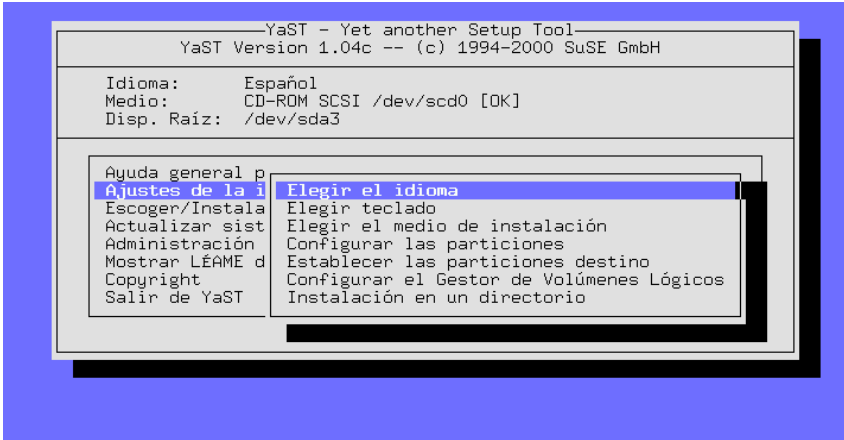 YaST - Yet another Setup Tool
YaST Version 1.04c -- (c) 1994-2000 SuSE GmbH
Idioma: Español
Medio: CD-ROM SCSI /dev/scd0 [OK]
Disp. Raíz: /dev/sda3
Ayuda general p
Ajustes de la i
Escoger/Instala
Actualizar sist
Administración
Mostrar LÉAME d
Copyright
Salir de YaST
Elegir el idioma
Elegir teclado
Elegir el medio de instalación
Configurar las particiones
Establecer las particiones destino
Configurar el Gestor de Volúmenes Lógicos
Instalación en un directorio